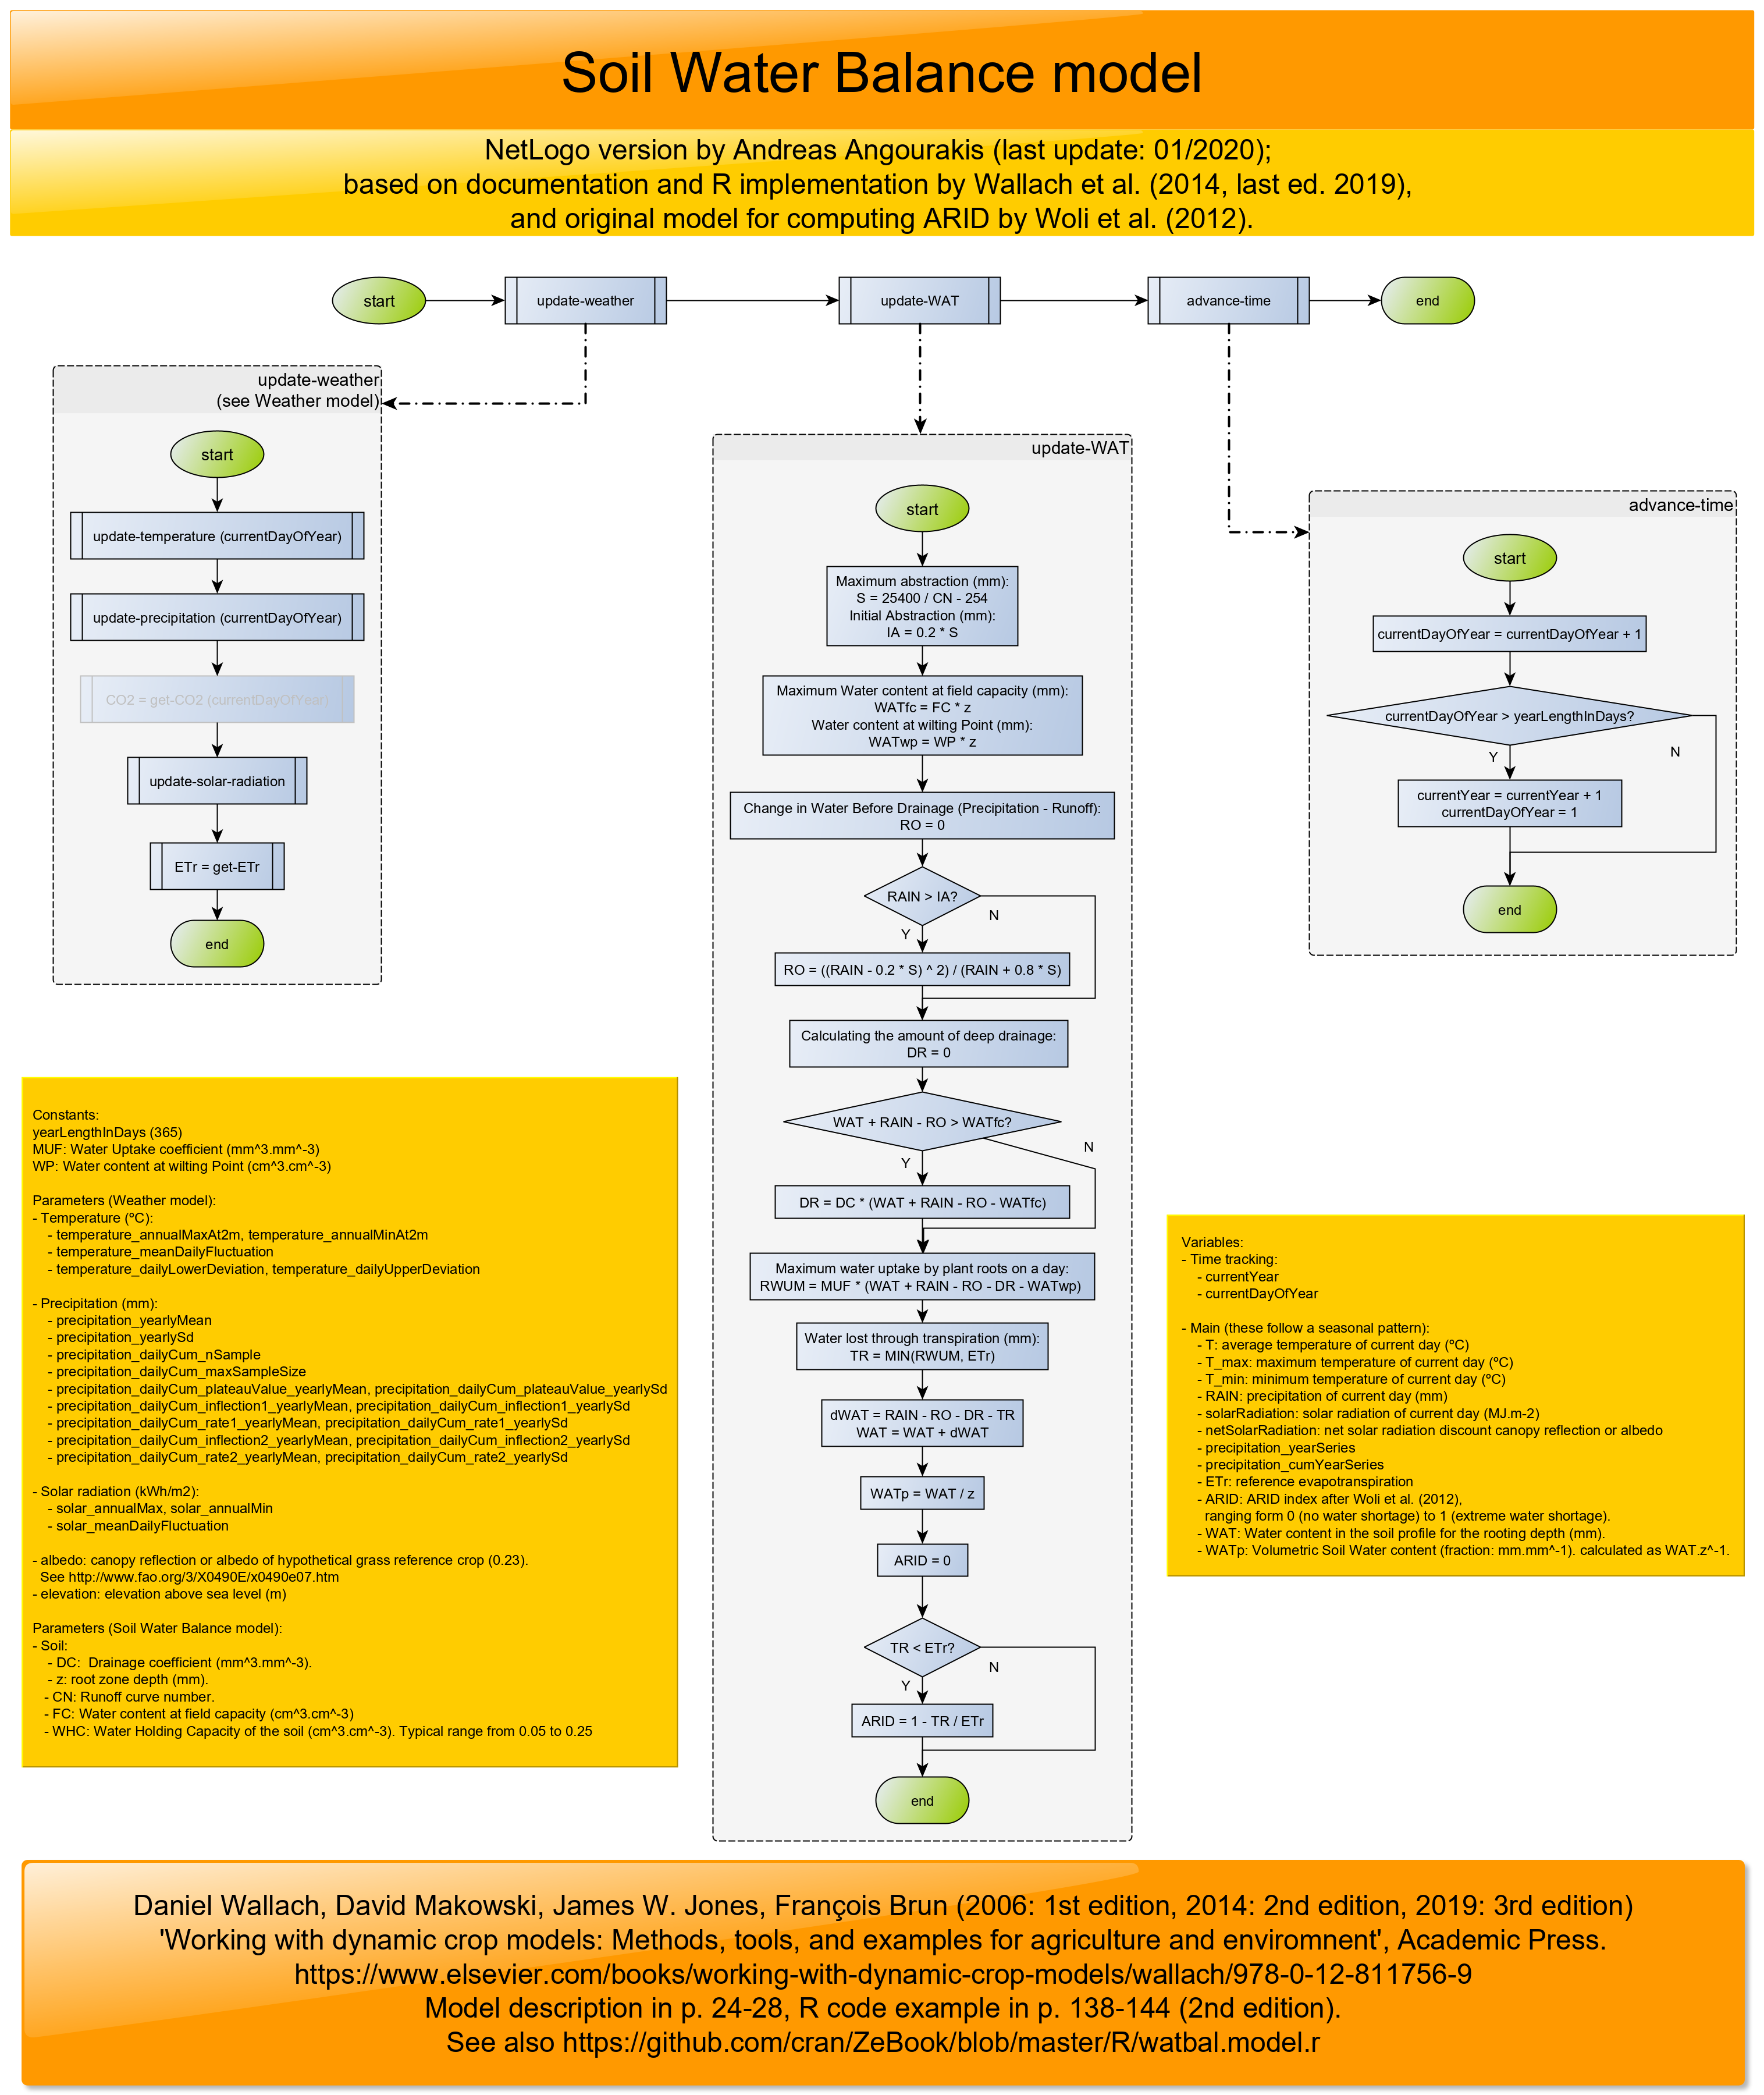 Soil Water Balance model
NetLogo version by Andreas Angourakis (last update: 01/2020);
based on documentation and R implementation by Wallach et al. (2014, last ed. 2019),
and original model for computing ARID by Woli et al. (2012).
start
update-weather
update-WAT
advance-time
end
update-weather
(see Weather model)
start
update-temperature (currentDayOfYear)
update-precipitation (currentDayOfYear)
CO2 = get-CO2 (currentDayOfYear)
update-solar-radiation
ETr = get-ETr
end
update-WAT
start
Maximum abstraction (mm):
S = 25400 / CN - 254
Initial Abstraction (mm):
IA = 0.2 * S
Maximum Water content at field capacity (mm):
WATfc = FC * z
Water content at wilting Point (mm):
WATwp = WP * z
Change in Water Before Drainage (Precipitation - Runoff):
RO = 0
RAIN > IA?
N
Y
RO = ((RAIN - 0.2 * S) ^ 2) / (RAIN + 0.8 * S)
Calculating the amount of deep drainage:
DR = 0
WAT + RAIN - RO > WATfc?
N
Y
DR = DC * (WAT + RAIN - RO - WATfc)
Maximum water uptake by plant roots on a day:
RWUM = MUF * (WAT + RAIN - RO - DR - WATwp)
Water lost through transpiration (mm):
TR = MIN(RWUM, ETr)
dWAT = RAIN - RO - DR - TR
WAT = WAT + dWAT
WATp = WAT / z
ARID = 0
TR < ETr?
N
Y
ARID = 1 - TR / ETr
end
advance-time
start
currentDayOfYear = currentDayOfYear + 1
currentDayOfYear > yearLengthInDays?
N
Y
currentYear = currentYear + 1
currentDayOfYear = 1
end
Constants:
yearLengthInDays (365)
MUF: Water Uptake coefficient (mm^3.mm^-3)
WP: Water content at wilting Point (cm^3.cm^-3)
Parameters (Weather model):
- Temperature (ºC):
- temperature_annualMaxAt2m, temperature_annualMinAt2m
- temperature_meanDailyFluctuation
- temperature_dailyLowerDeviation, temperature_dailyUpperDeviation
- Precipitation (mm):
- precipitation_yearlyMean
- precipitation_yearlySd
- precipitation_dailyCum_nSample
- precipitation_dailyCum_maxSampleSize
- precipitation_dailyCum_plateauValue_yearlyMean, precipitation_dailyCum_plateauValue_yearlySd
- precipitation_dailyCum_inflection1_yearlyMean, precipitation_dailyCum_inflection1_yearlySd
- precipitation_dailyCum_rate1_yearlyMean, precipitation_dailyCum_rate1_yearlySd
- precipitation_dailyCum_inflection2_yearlyMean, precipitation_dailyCum_inflection2_yearlySd
- precipitation_dailyCum_rate2_yearlyMean, precipitation_dailyCum_rate2_yearlySd
- Solar radiation (kWh/m2):
- solar_annualMax, solar_annualMin
- solar_meanDailyFluctuation
- albedo: canopy reflection or albedo of hypothetical grass reference crop (0.23).
See http://www.fao.org/3/X0490E/x0490e07.htm
- elevation: elevation above sea level (m)
Parameters (Soil Water Balance model):
- Soil:
- DC: Drainage coefficient (mm^3.mm^-3).
- z: root zone depth (mm).
- CN: Runoff curve number.
- FC: Water content at field capacity (cm^3.cm^-3)
- WHC: Water Holding Capacity of the soil (cm^3.cm^-3). Typical range from 0.05 to 0.25
Variables:
- Time tracking:
- currentYear
- currentDayOfYear
- Main (these follow a seasonal pattern):
- T: average temperature of current day (ºC)
- T_max: maximum temperature of current day (ºC)
- T_min: minimum temperature of current day (ºC)
- RAIN: precipitation of current day (mm)
- solarRadiation: solar radiation of current day (MJ.m-2)
- netSolarRadiation: net solar radiation discount canopy reflection or albedo
- precipitation_yearSeries
- precipitation_cumYearSeries
- ETr: reference evapotranspiration
- ARID: ARID index after Woli et al. (2012),
ranging form 0 (no water shortage) to 1 (extreme water shortage).
- WAT: Water content in the soil profile for the rooting depth (mm).
- WATp: Volumetric Soil Water content (fraction: mm.mm^-1). calculated as WAT.z^-1.
Daniel Wallach, David Makowski, James W. Jones, François Brun (2006: 1st edition, 2014: 2nd edition, 2019: 3rd edition)
'Working with dynamic crop models: Methods, tools, and examples for agriculture and enviromnent', Academic Press.
https://www.elsevier.com/books/working-with-dynamic-crop-models/wallach/978-0-12-811756-9
Model description in p. 24-28, R code example in p. 138-144 (2nd edition).
See also https://github.com/cran/ZeBook/blob/master/R/watbal.model.r